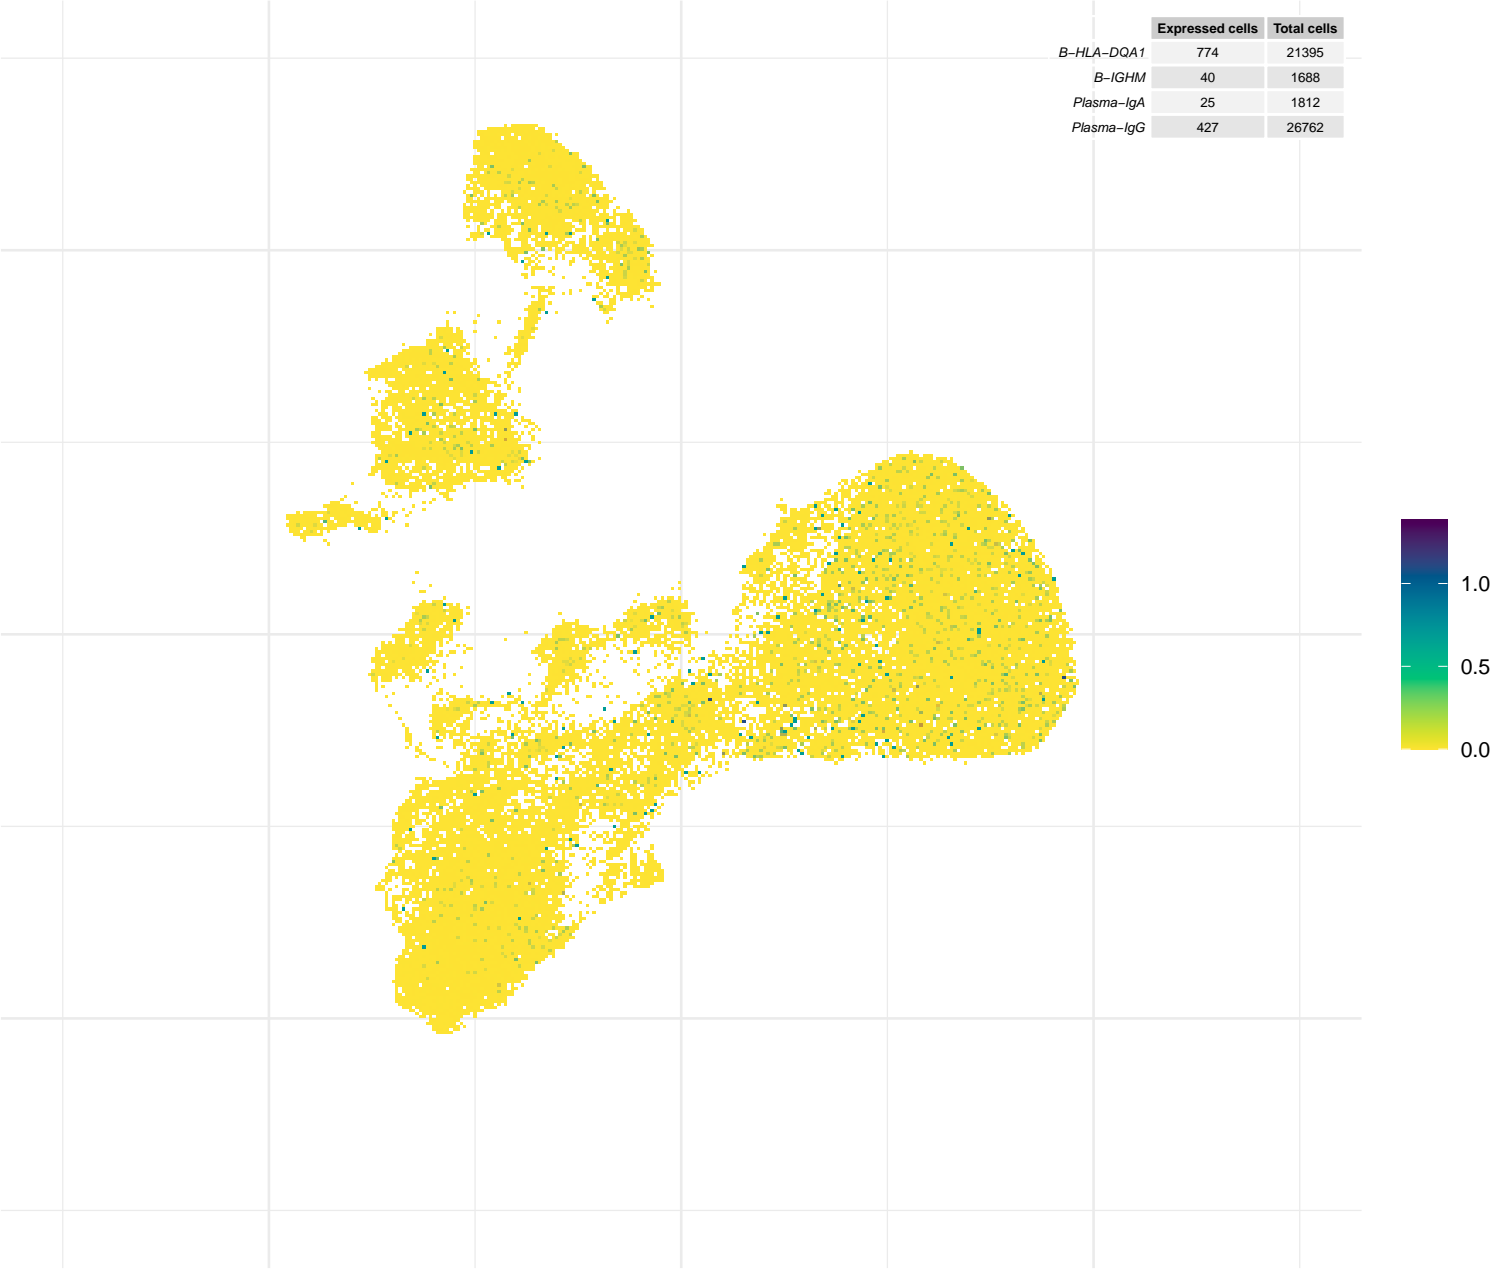 Expressed cells Total cells
B−HLA−DQA1 774 21395
B−IGHM 40 1688
Plasma−IgA 25 1812
Plasma−IgG 427 26762
1.0
0.5
0.0